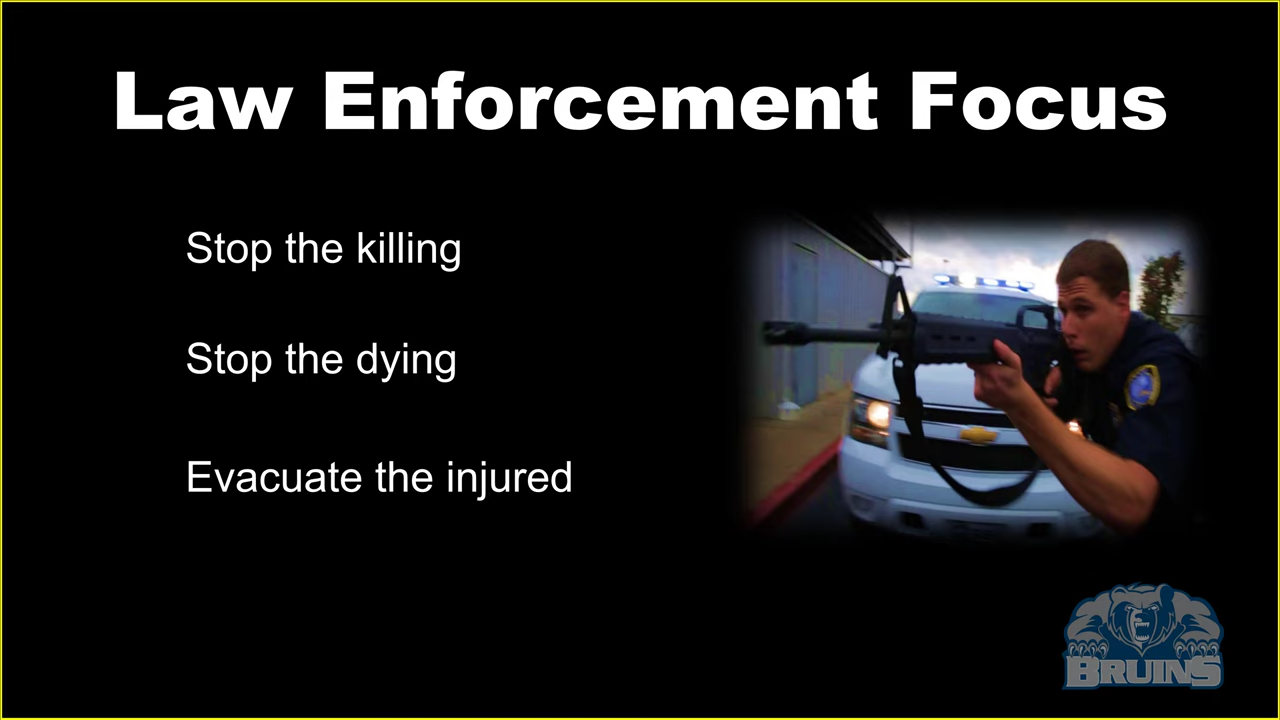 Law Enforcement Focus
Stop the killing
Stop the dying
Evacuate the injured
BRUINS